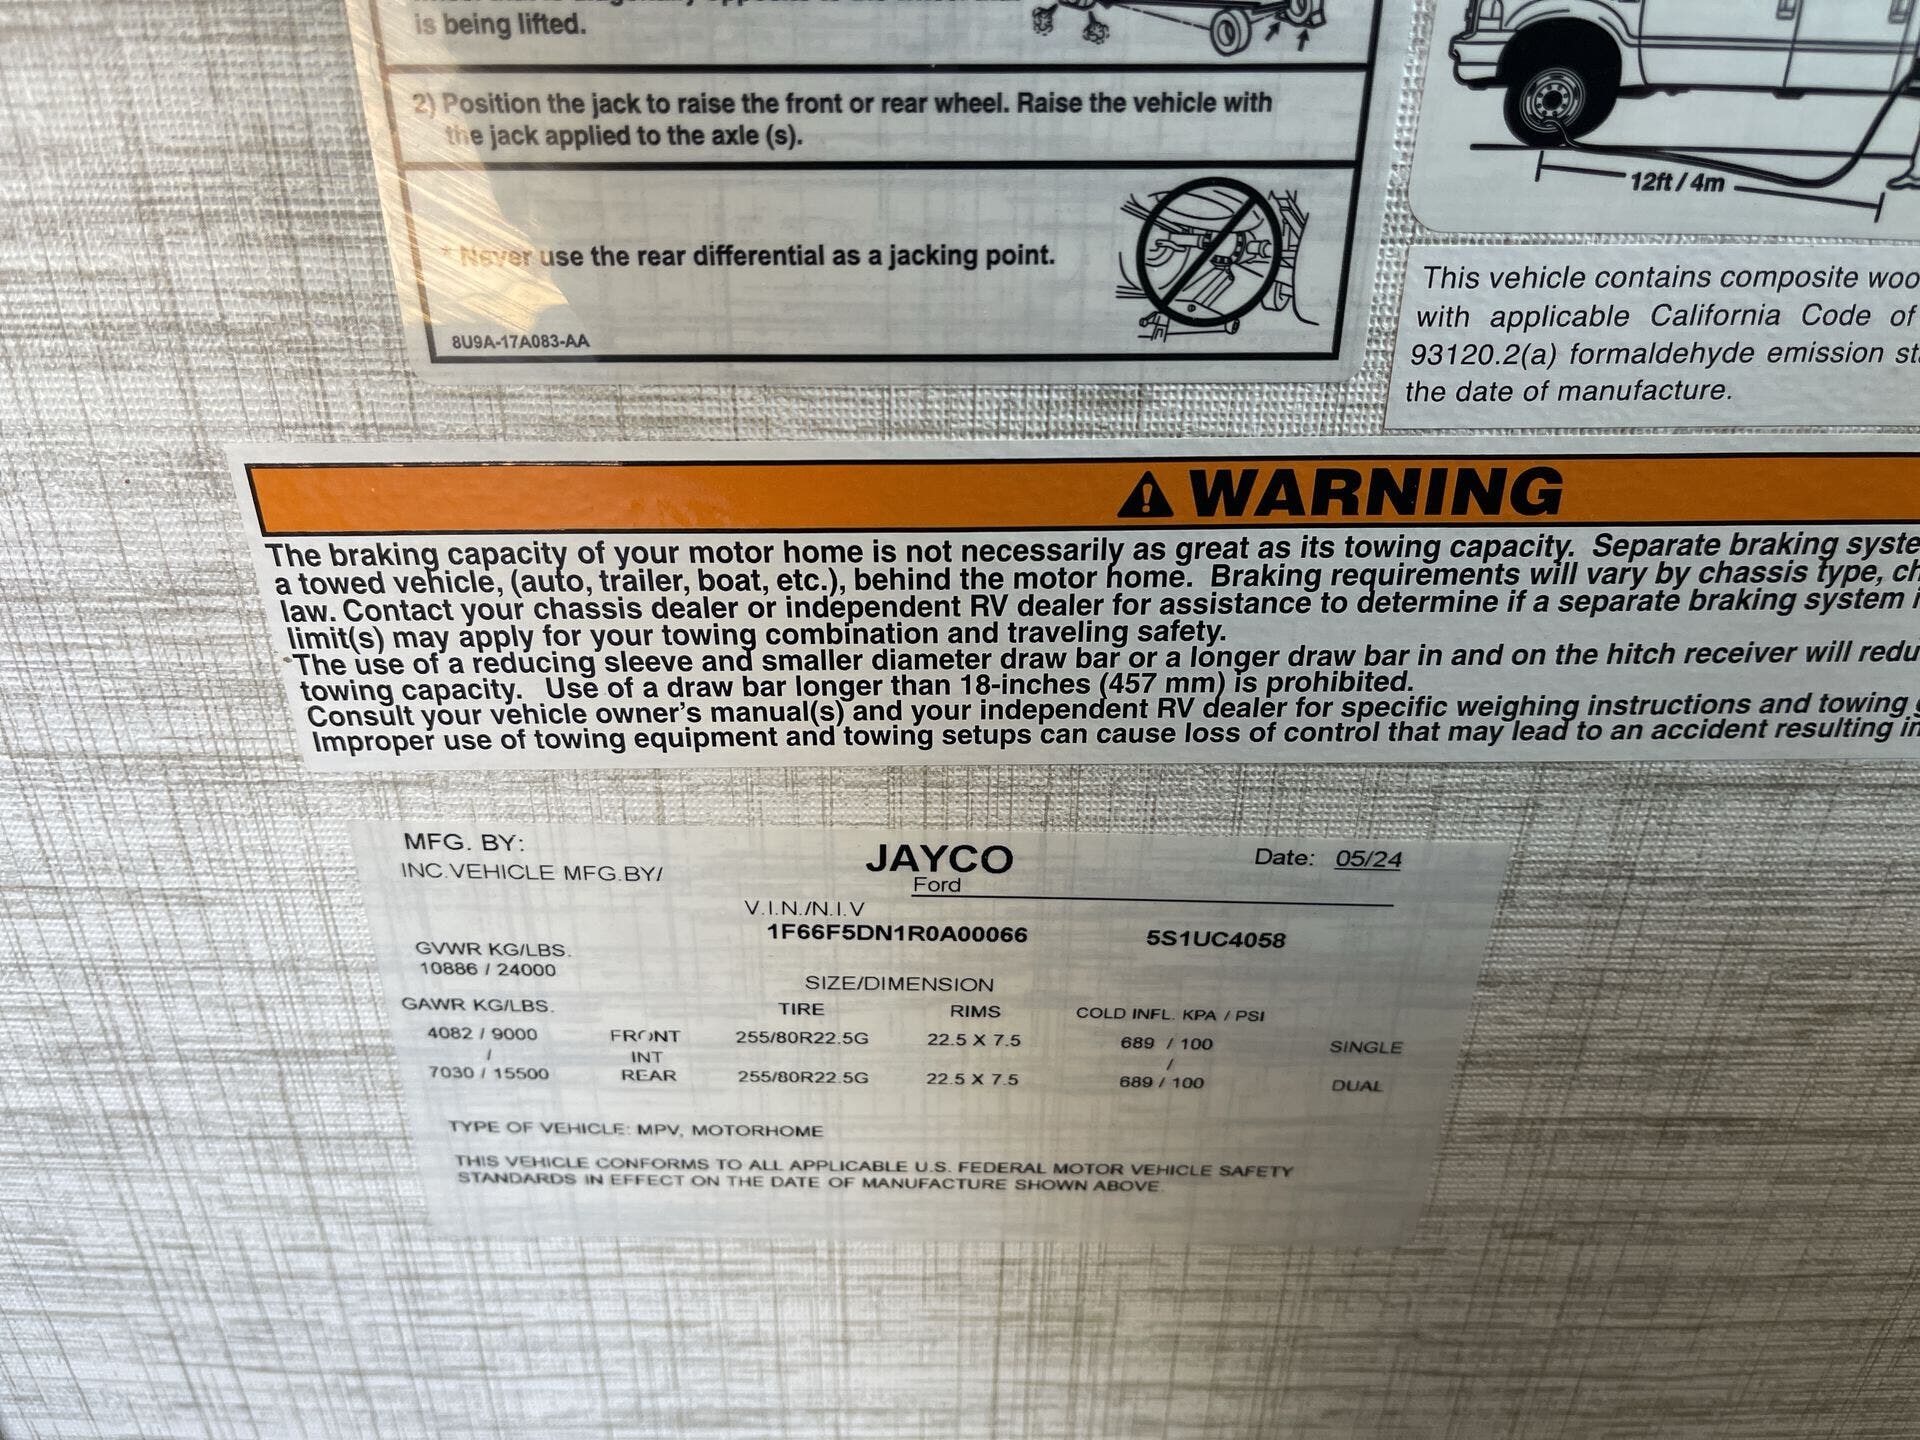 is being lifted.
2) Position the jack to raise the front or rear wheel. Raise the vehicle with
the jack applied to the axle (s).
* Never use the rear differential as a jacking point.
8U9A-17A083-AA
12ft / 4m
This vehicle contains composite
with applicable California Code of
93120.2(a) formaldehyde emission
the date of manufacture.
WARNING
The braking capacity of your motor home is not necessarily as great as its towing capacity. Separate braking
a towed vehicle, (auto, trailer, boat, etc.), behind the motor home. Braking requirements will vary by chassis type,
law. Contact your chassis dealer or independent RV dealer for assistance to determine if a separate braking system
limit(s) may apply for your towing combination and traveling safety.
The use of a reducing sleeve and smaller diameter draw bar or a longer draw bar in and on the hitch receiver will
towing capacity. Use of a draw bar longer than 18-inches (457 mm) is prohibited.
Consult your vehicle owner's manual(s) and your independent RV dealer for specific weighing instructions and towing
Improper use of towing equipment and towing setups can cause loss of control that may lead to an accident resulting in
MFG. BY: JAYCO Date: 05/24
INC.VEHICLE MFG.BY/ Ford
V.I.N./N.I.V
1F66F5DN1R0A00066 5S1UC4058
GVWR KG/LBS.
10886 / 24000
SIZE/DIMENSION
GAWR KG/LBS. TIRE RIMS COLD INFL. KPA / PSI
4082 / 9000 FRONT 255/80R22.5G 22.5 X 7.5 689 / 100 SINGLE
/ INT /
7030 / 15500 REAR 255/80R22.5G 22.5 X 7.5 689 / 100 DUAL
TYPE OF VEHICLE: MPV, MOTORHOME
THIS VEHICLE CONFORMS TO ALL APPLICABLE U.S. FEDERAL MOTOR VEHICLE SAFETY
STANDARDS IN EFFECT ON THE DATE OF MANUFACTURE SHOWN ABOVE.